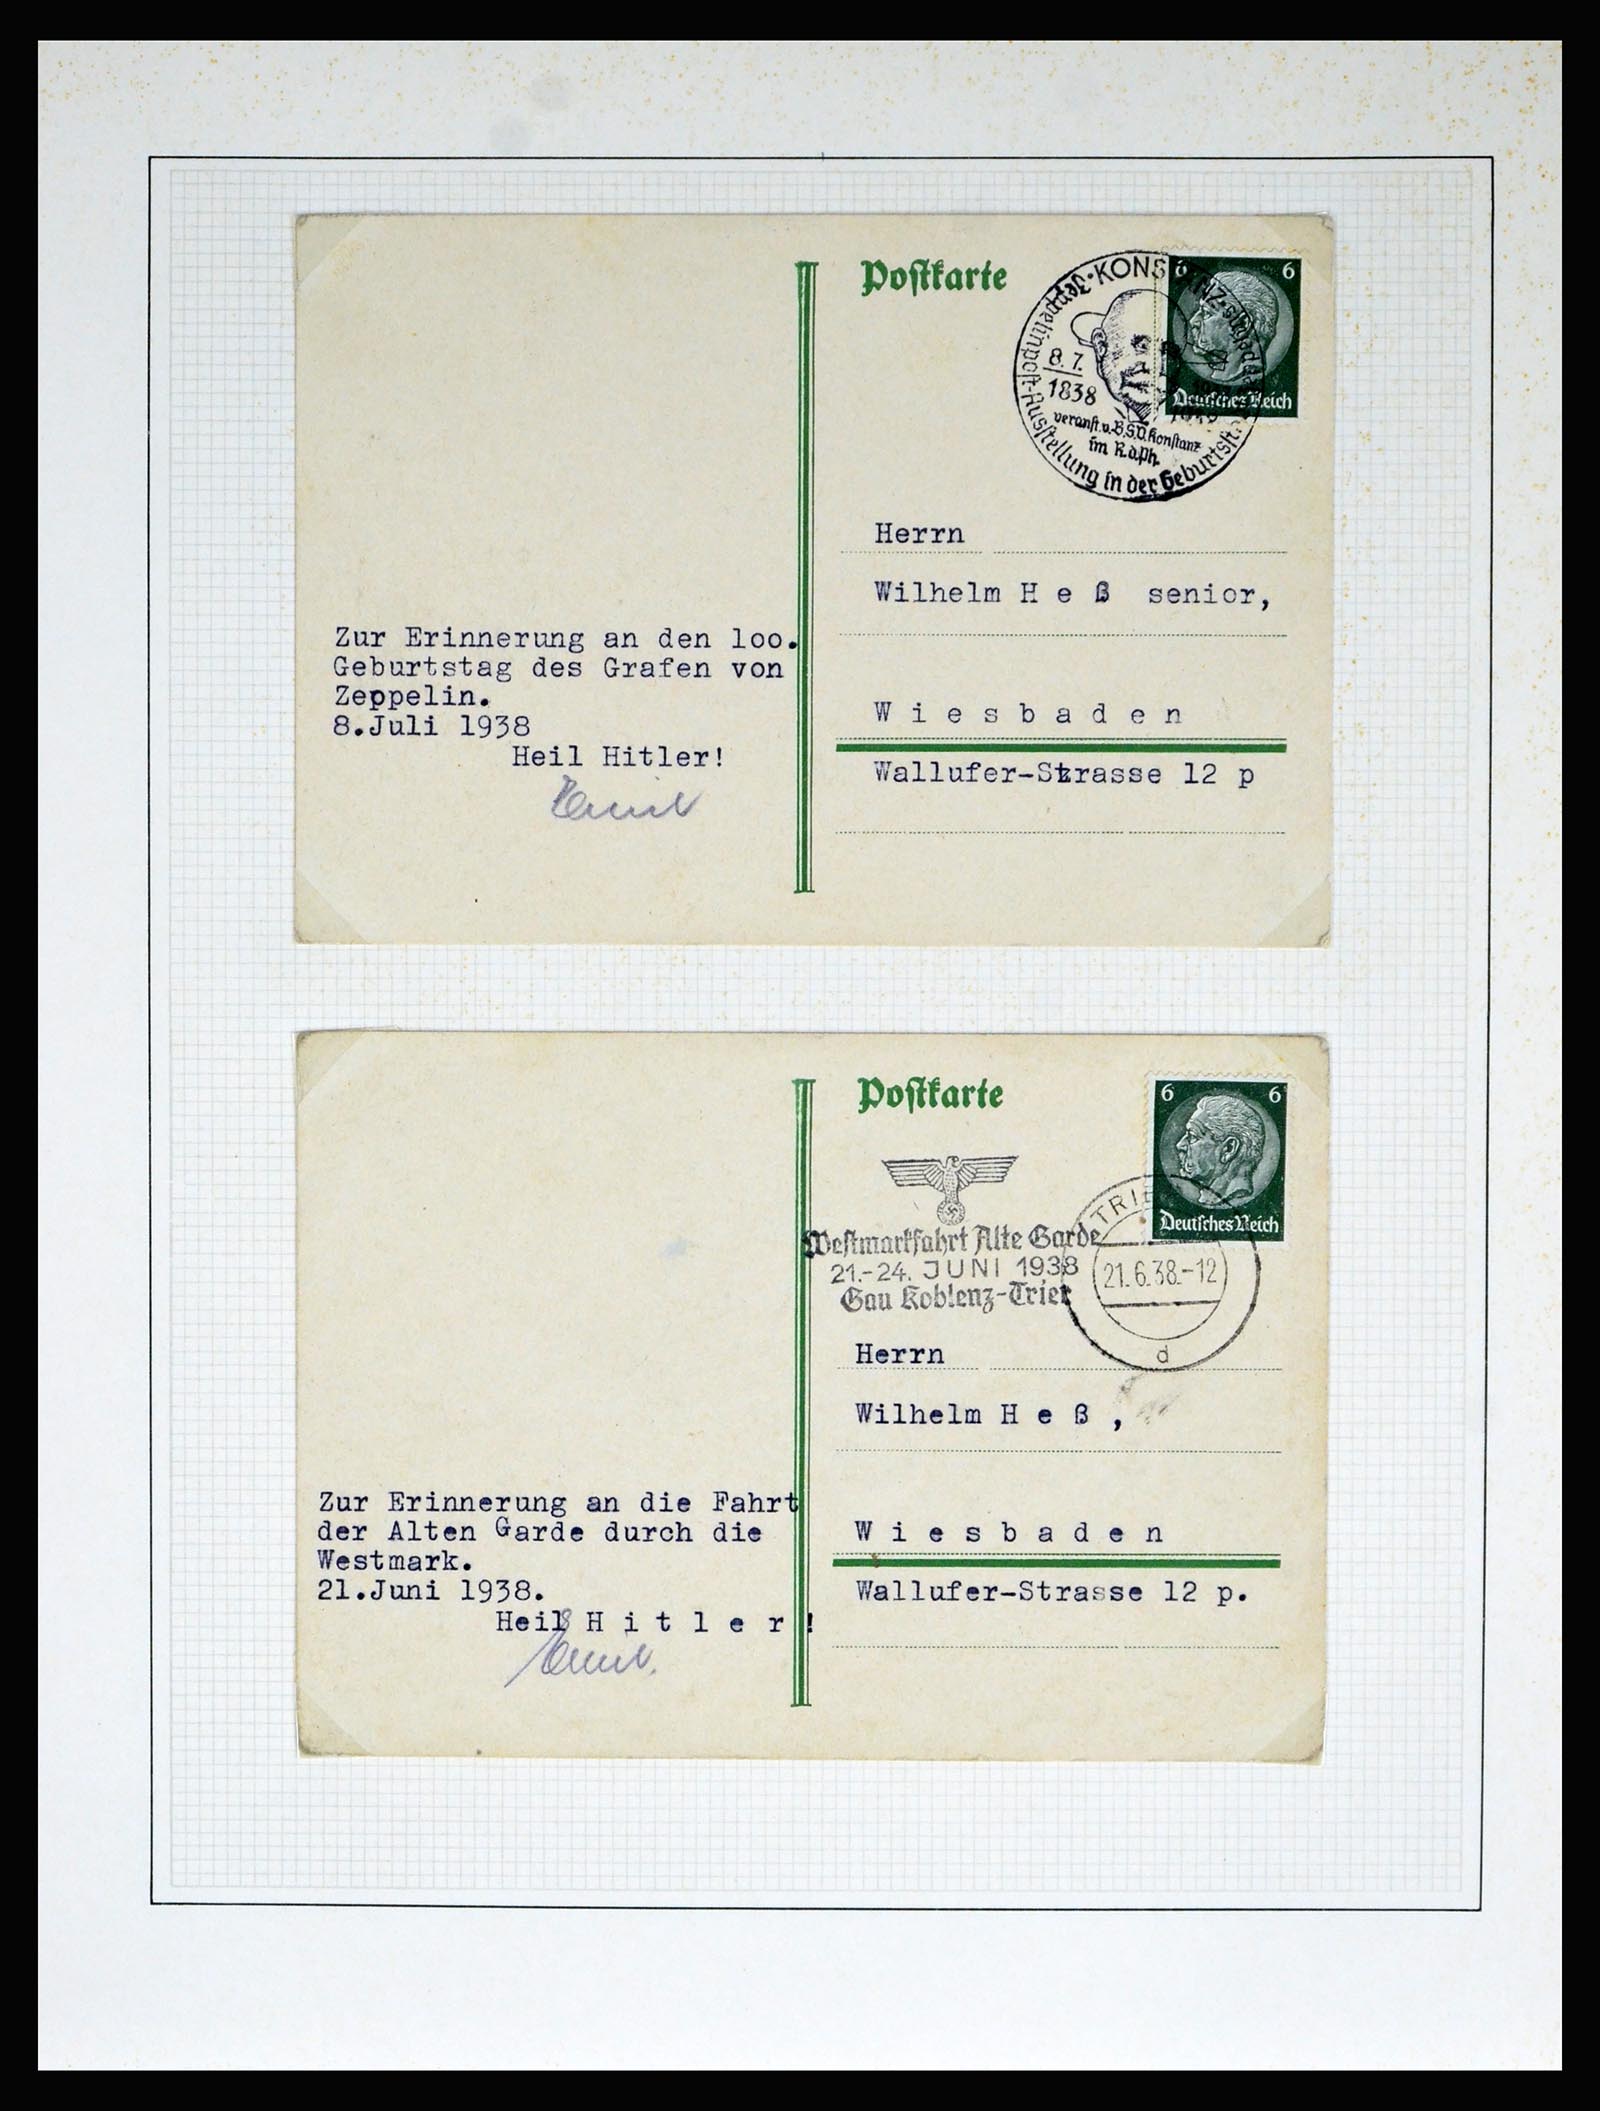 Postkarte
6 6
Deutsches Reich
KONSTANZ
Zeppelinpost-Ausstellung in der Geburtsst
8.7.
1838
veranst. v. B.S.V. Konstanz
im R.d.Ph.
Herrn
Wilhelm H e ß senior,
W i e s b a d e n
Wallufer-Strasse 12 p
Zur Erinnerung an den loo.
Geburtstag des Grafen von
Zeppelin.
8.Juli 1938
Heil Hitler!
Postkarte
6 6
Deutsches Reich
Westmarkfahrt Alte Garde
21.-24. JUNI 1938
Gau Koblenz-Trier
21.6.38.-12
d
Herrn
Wilhelm H e ß ,
W i e s b a d e n
Wallufer-Strasse 12 p.
Zur Erinnerung an die Fahrt
der Alten Garde durch die
Westmark.
21.Juni 1938.
Heil H i t l e r !